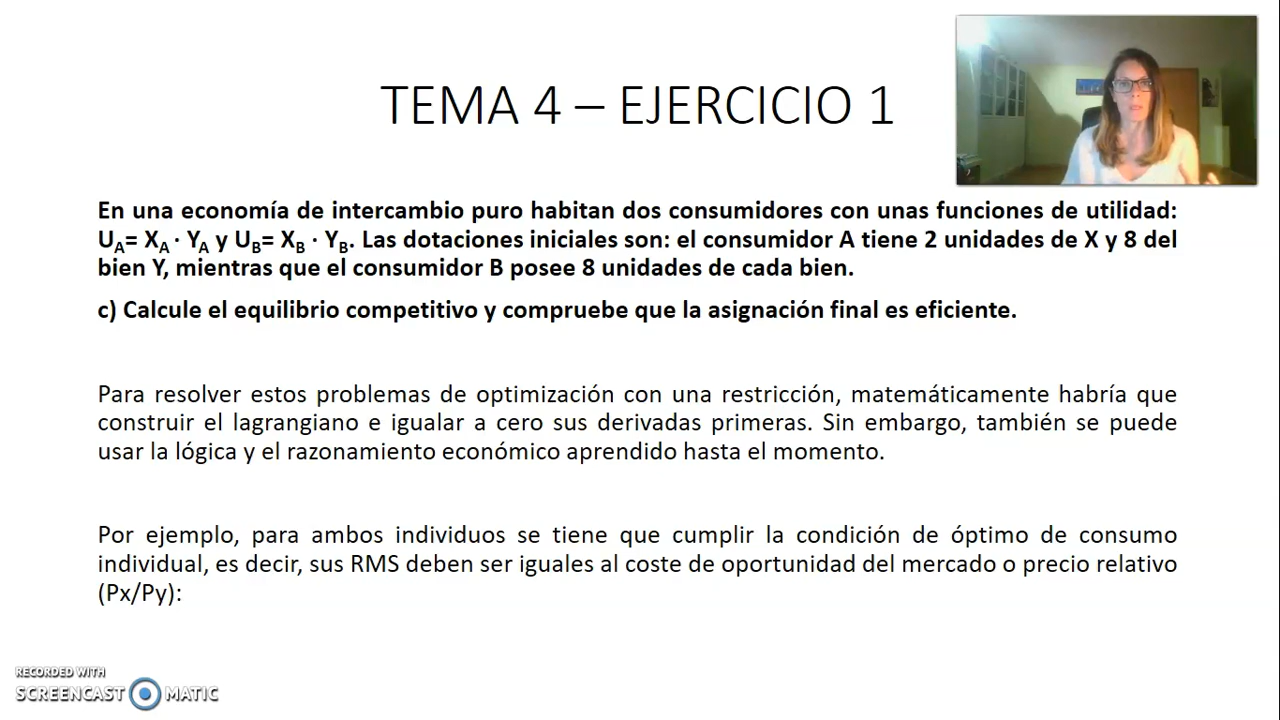 TEMA 4 – EJERCICIO 1
En una economía de intercambio puro habitan dos consumidores con unas funciones de utilidad:
U_A= X_A · Y_A y U_B= X_B · Y_B. Las dotaciones iniciales son: el consumidor A tiene 2 unidades de X y 8 del
bien Y, mientras que el consumidor B posee 8 unidades de cada bien.
c) Calcule el equilibrio competitivo y compruebe que la asignación final es eficiente.
Para resolver estos problemas de optimización con una restricción, matemáticamente habría que
construir el lagrangiano e igualar a cero sus derivadas primeras. Sin embargo, también se puede
usar la lógica y el razonamiento económico aprendido hasta el momento.
Por ejemplo, para ambos individuos se tiene que cumplir la condición de óptimo de consumo
individual, es decir, sus RMS deben ser iguales al coste de oportunidad del mercado o precio relativo
(Px/Py):
RECORDED WITH
SCREENCAST MATIC